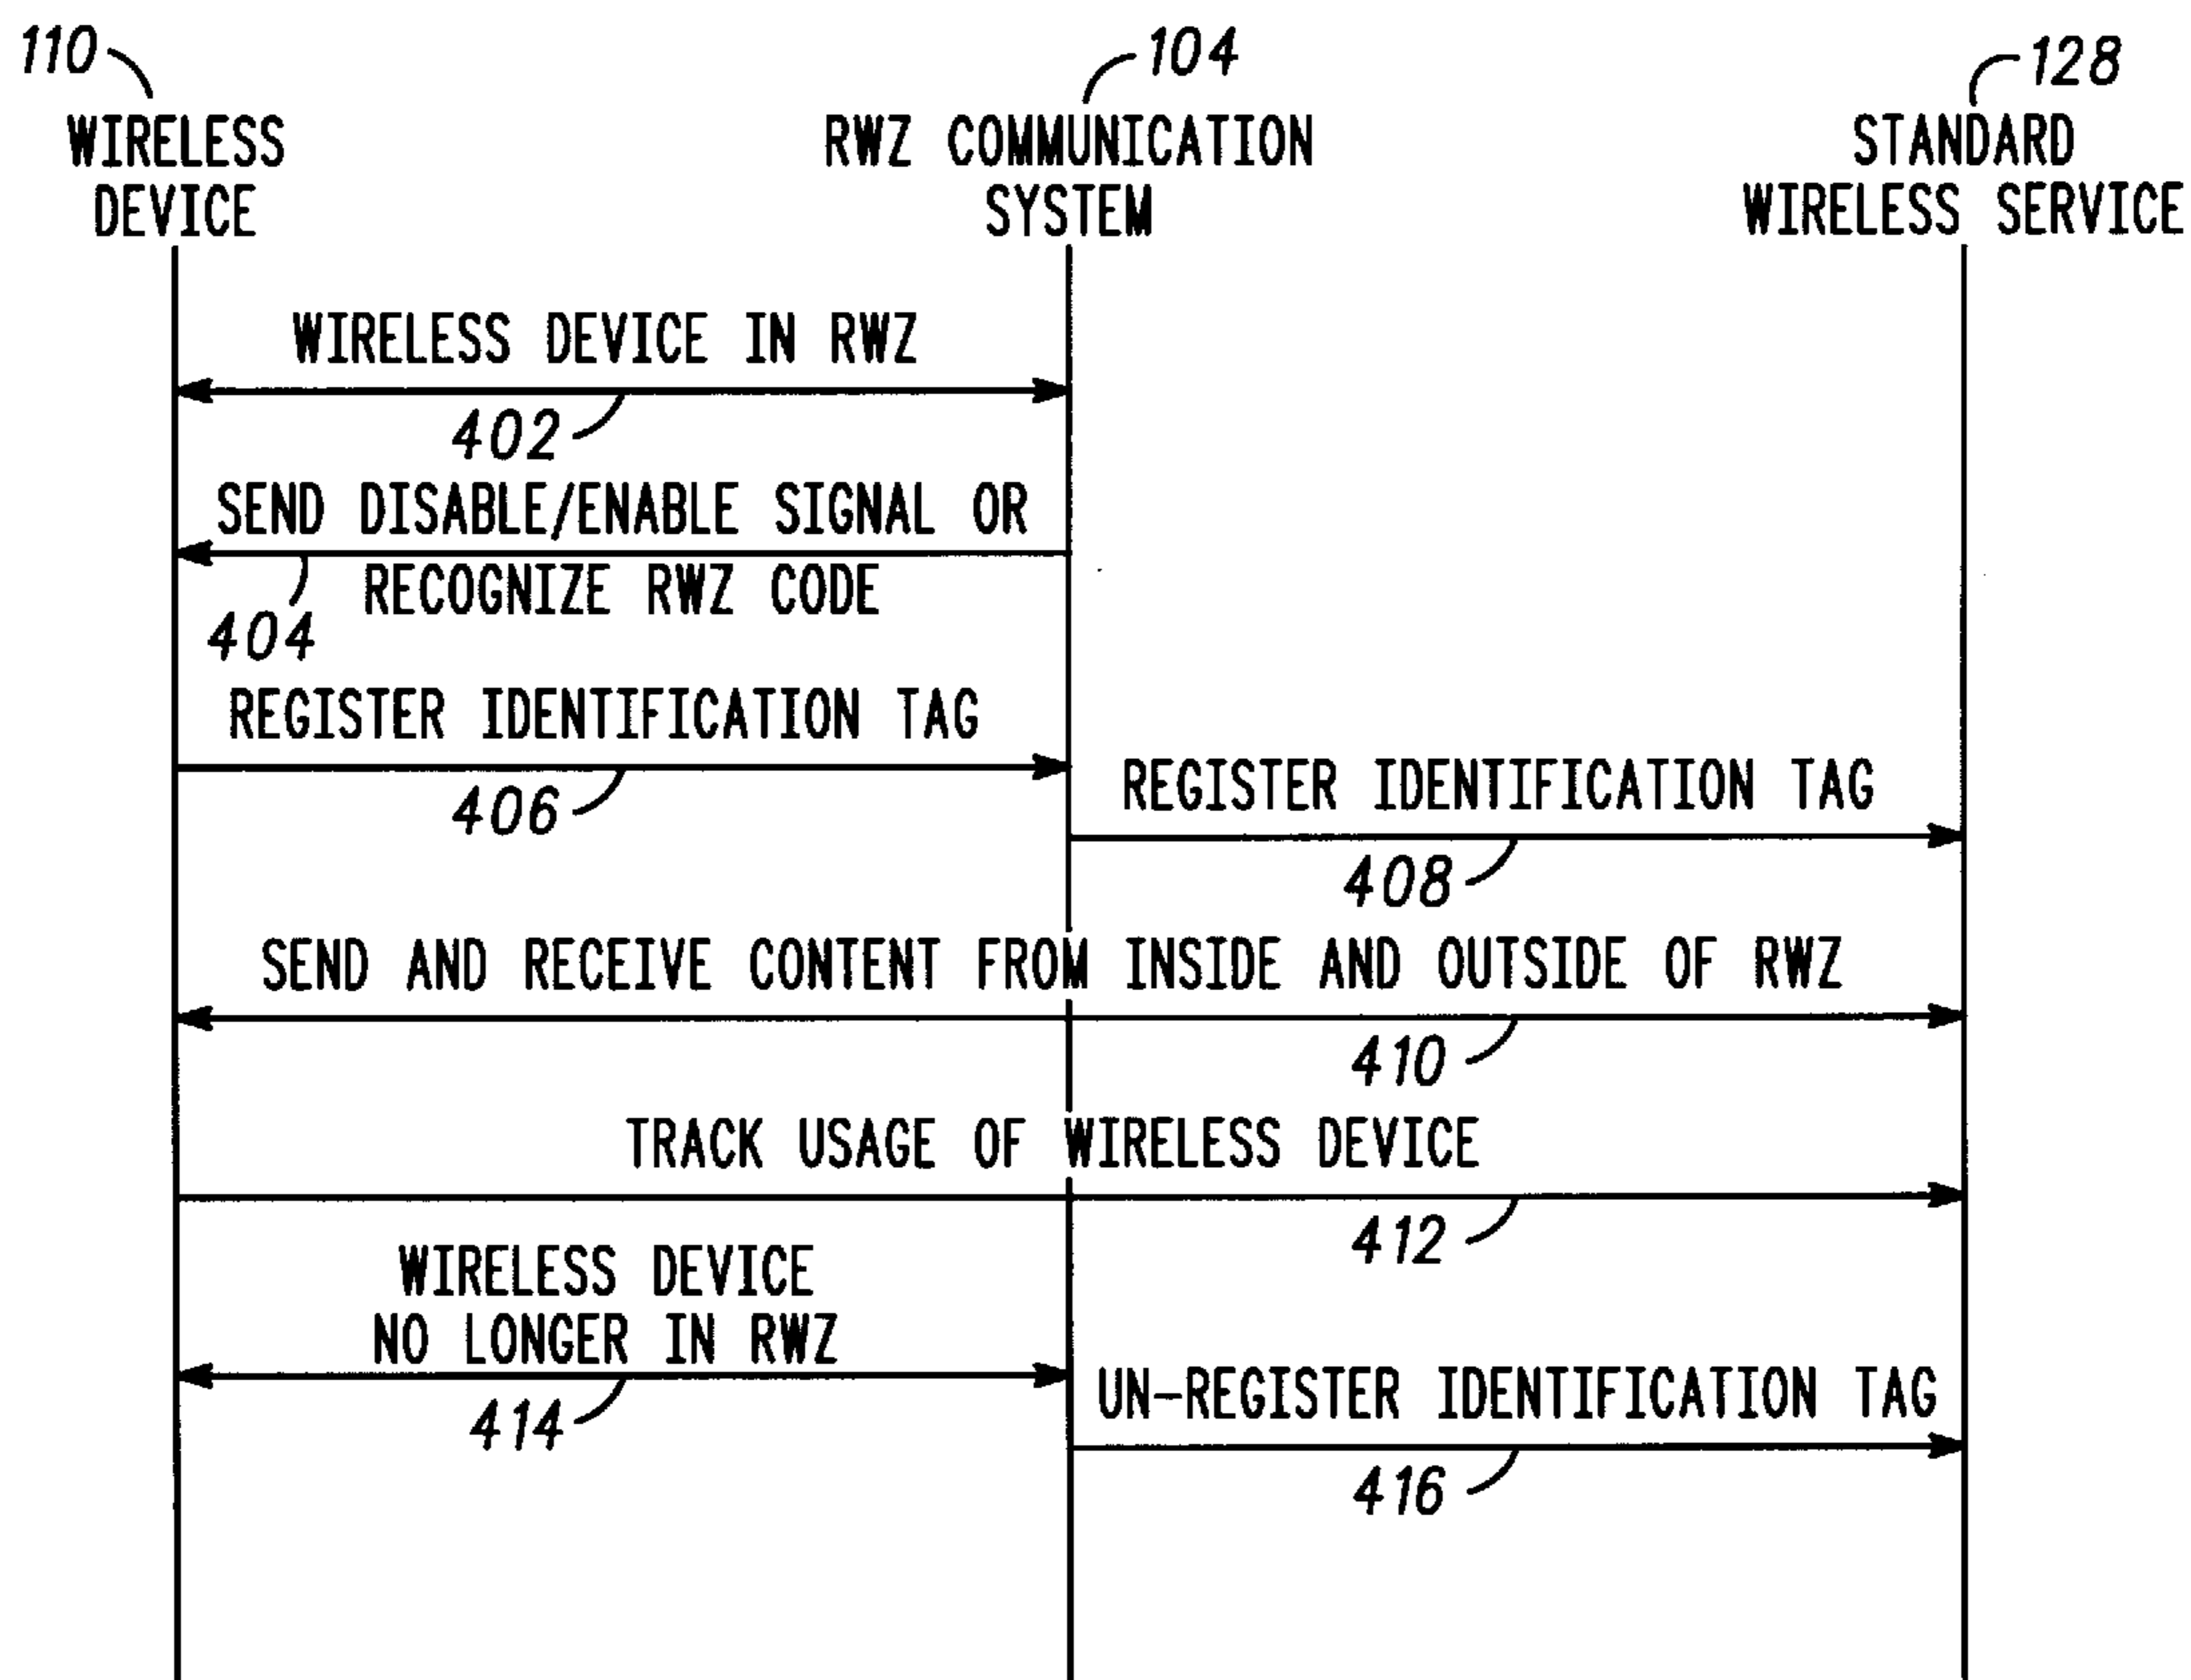 110
104
128
WIRELESS
DEVICE
RWZ COMMUNICATION
SYSTEM
STANDARD
WIRELESS SERVICE
WIRELESS DEVICE IN RWZ
402
SEND DISABLE/ENABLE SIGNAL OR
RECOGNIZE RWZ CODE
404
REGISTER IDENTIFICATION TAG
406
REGISTER IDENTIFICATION TAG
408
SEND AND RECEIVE CONTENT FROM INSIDE AND OUTSIDE OF RWZ
410
TRACK USAGE OF WIRELESS DEVICE
412
WIRELESS DEVICE
NO LONGER IN RWZ
414
UN-REGISTER IDENTIFICATION TAG
416